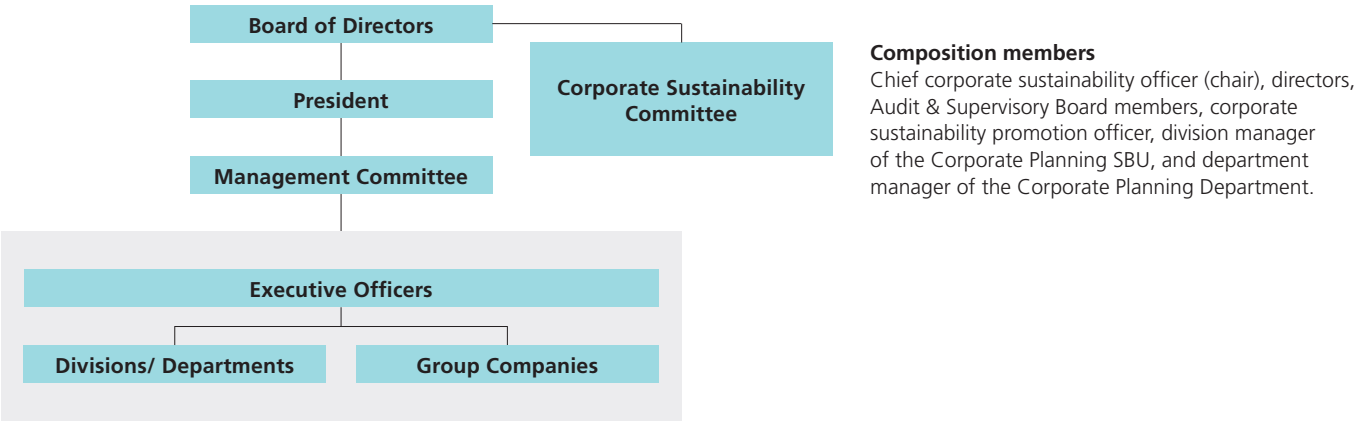 Board of Directors
President
Management Committee
Corporate Sustainability
Committee
Executive Officers
Divisions/ Departments
Group Companies
Composition members
Chief corporate sustainability officer (chair), directors,
Audit & Supervisory Board members, corporate
sustainability promotion officer, division manager
of the Corporate Planning SBU, and department
manager of the Corporate Planning Department.